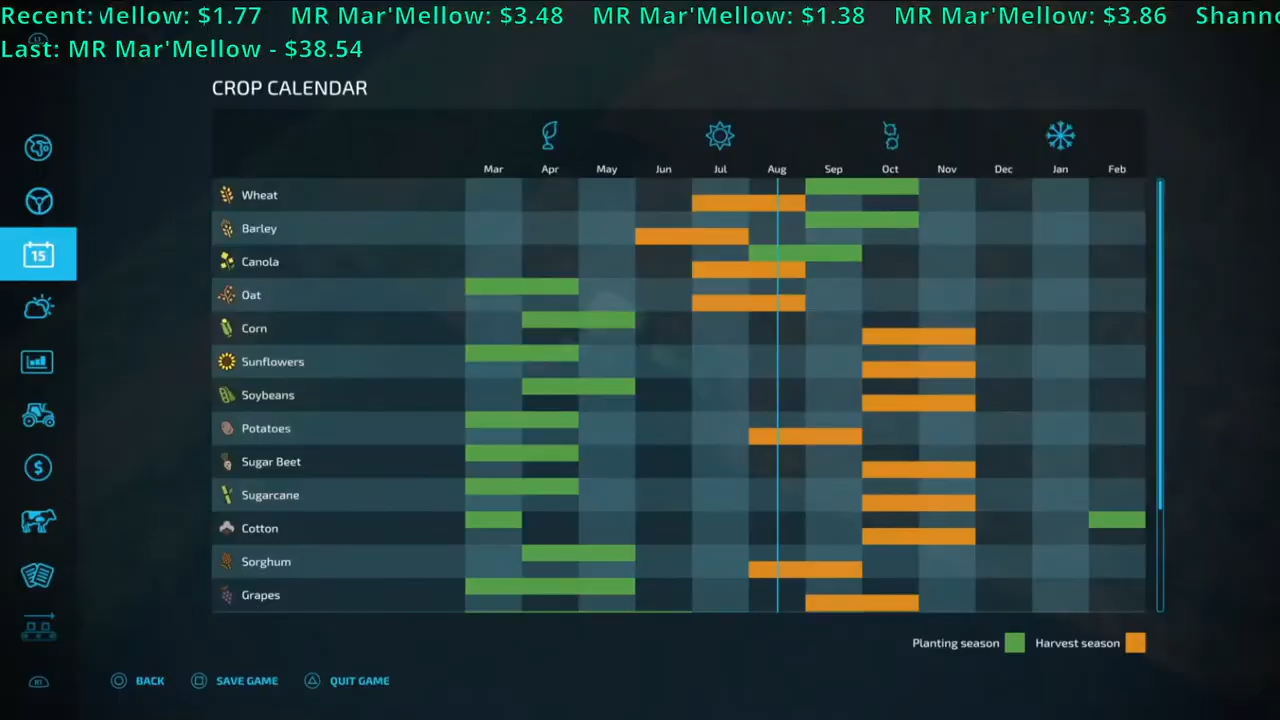 Recent: Mellow: $1.77 MR Mar'Mellow: $3.48 MR Mar'Mellow: $1.38 MR Mar'Mellow: $3.86 Shann
Last: MR Mar'Mellow - $38.54
CROP CALENDAR
Mar Apr May Jun Jul Aug Sep Oct Nov Dec Jan Feb
Wheat
Barley
15
Canola
Oat
Corn
Sunflowers
Soybeans
Potatoes
Sugar Beet
$
Sugarcane
Cotton
Sorghum
Grapes
Planting season Harvest season
R1 BACK SAVE GAME QUIT GAME